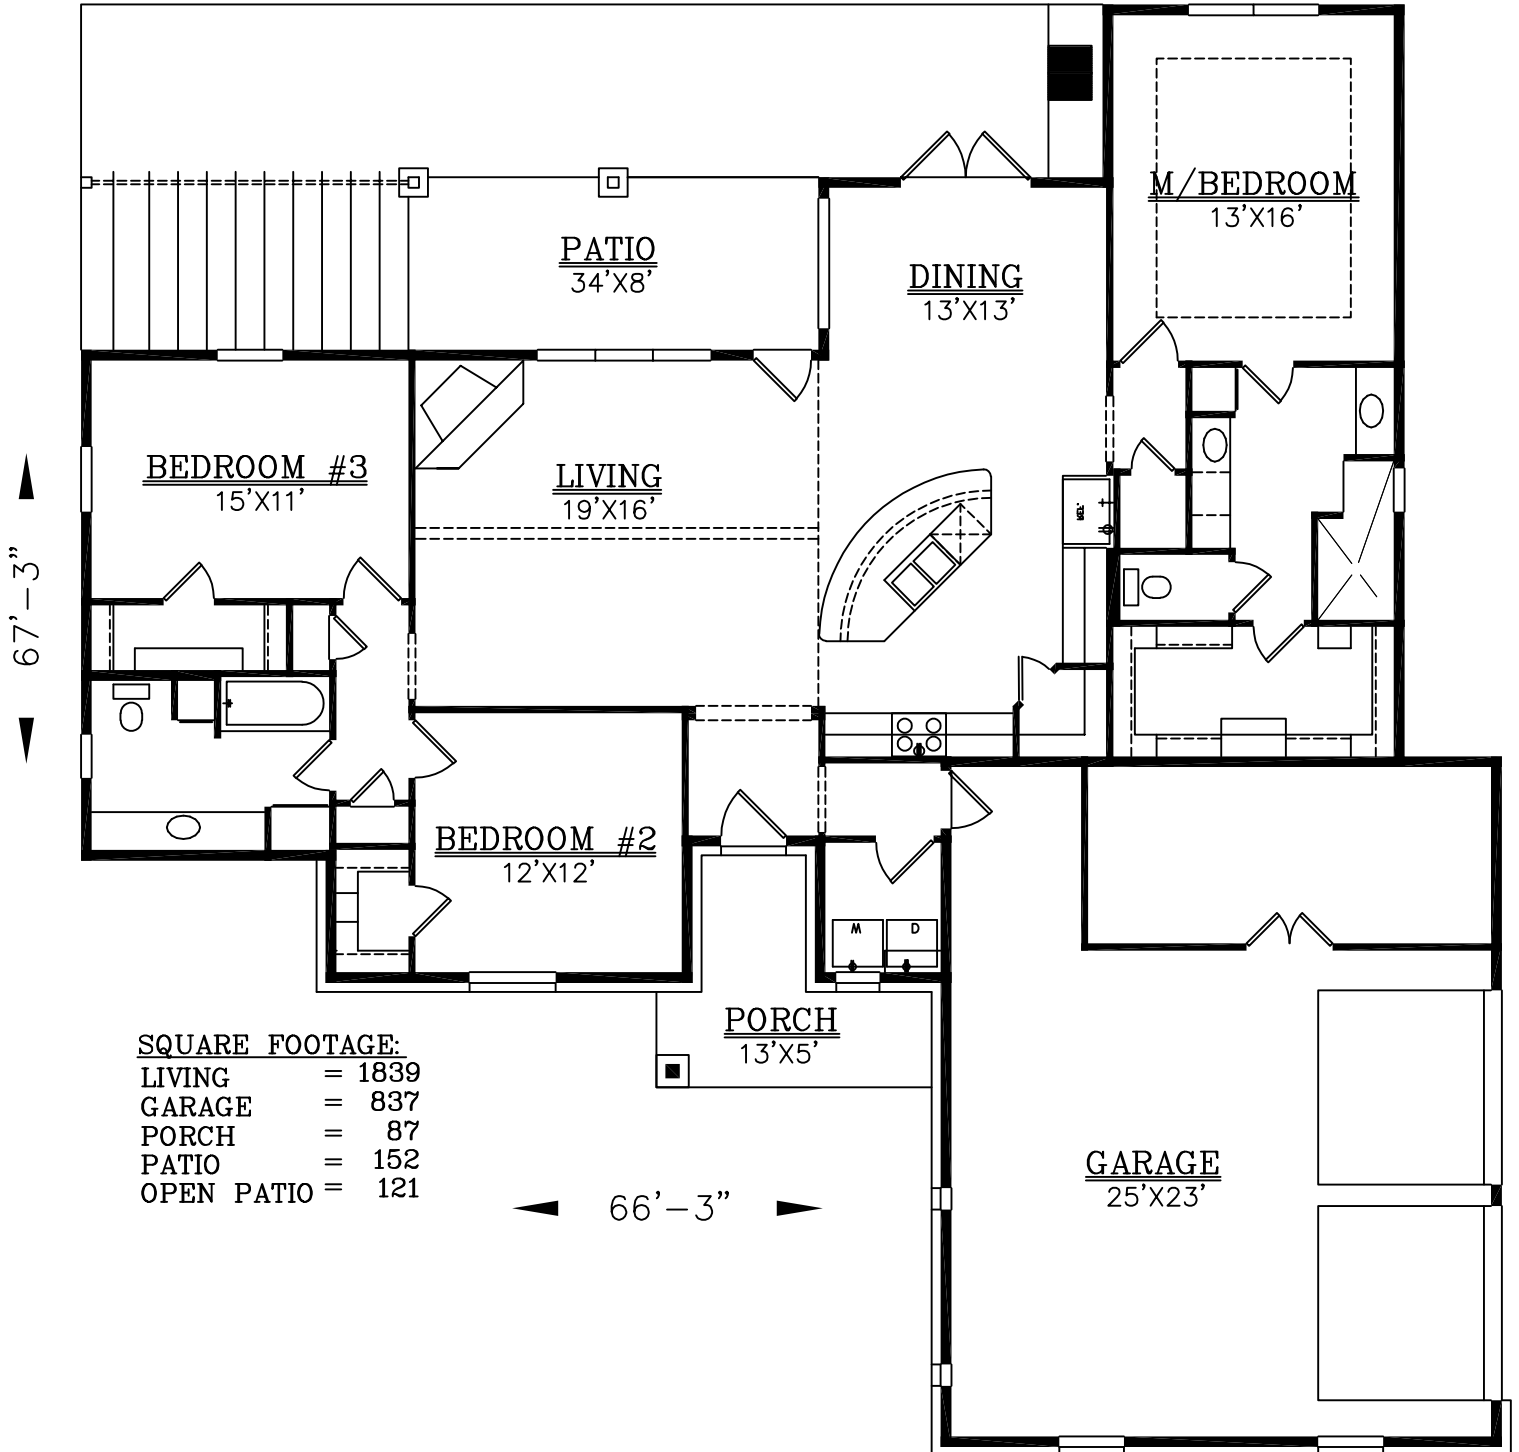 M/BEDROOM
13'X16'
PATIO
34'X8'
DINING
13'X13'
BEDROOM #3
15'X11'
LIVING
19'X16'
REF.
67'-3"
BEDROOM #2
12'X12'
W
D
PORCH
13'X5'
SQUARE FOOTAGE:
LIVING = 1839
GARAGE = 837
PORCH = 87
PATIO = 152
OPEN PATIO = 121
GARAGE
25'X23'
66'-3"